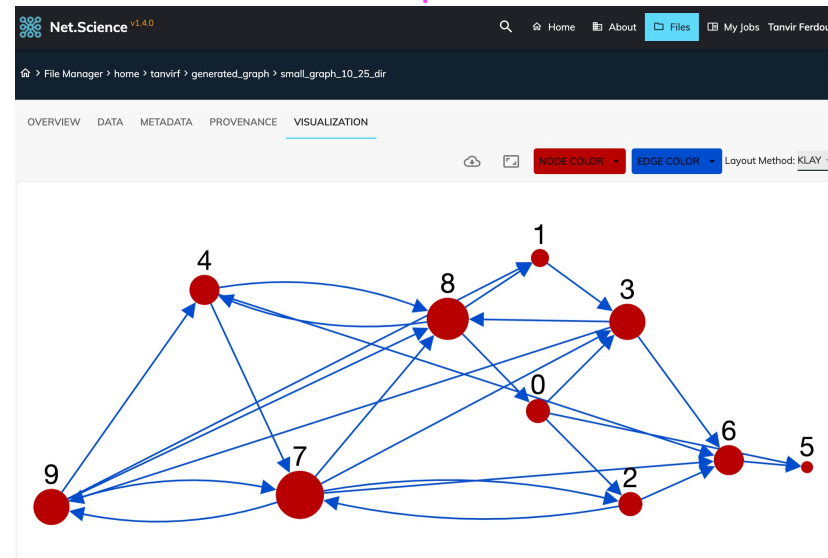 Net.Science v1.4.0 Home About Files My Jobs Tanvir Ferdou
File Manager > home > tanvirf > generated_graph > small_graph_10_25_dir
OVERVIEW DATA METADATA PROVENANCE VISUALIZATION
NODE COLOR EDGE COLOR Layout Method: KLAY
1
4
8
3
0
6
5
7
9
2